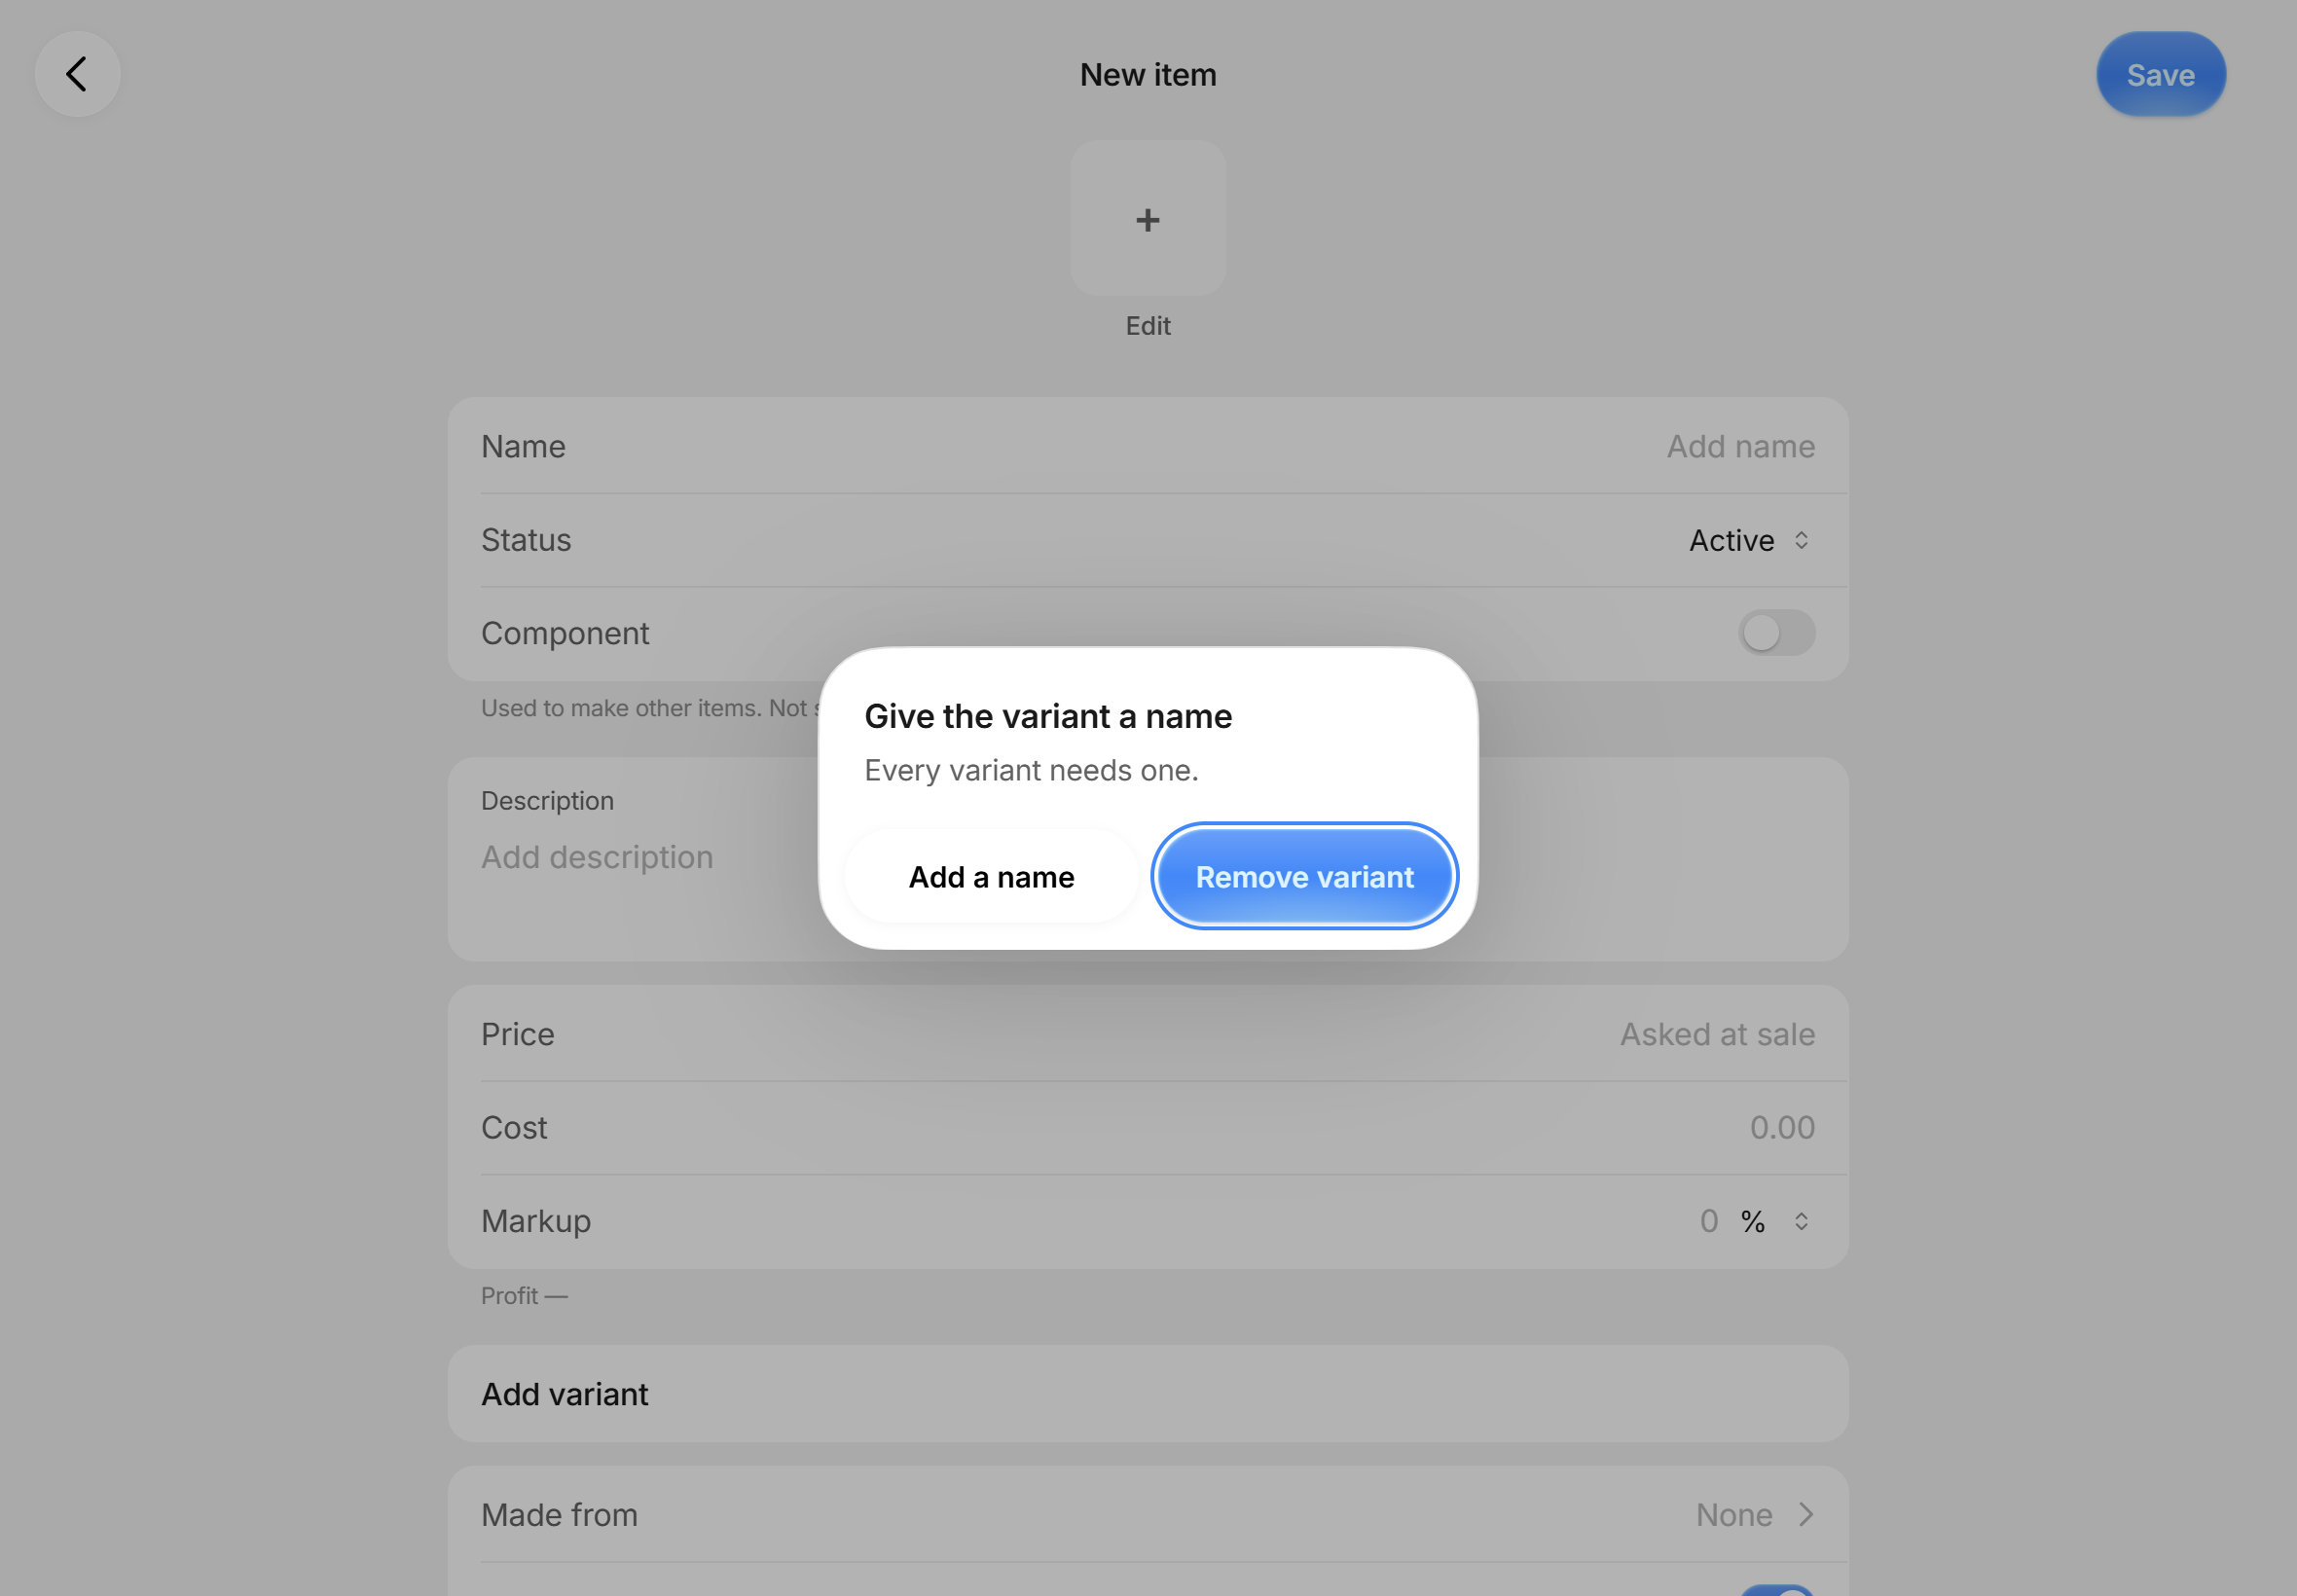 New item
Save
+
Edit
Name
Add name
Status
Active
Component
Used to make other items. Not
Give the variant a name
Every variant needs one.
Add a name
Remove variant
Description
Add description
Price
Asked at sale
Cost
0.00
Markup
0 %
Profit —
Add variant
Made from
None